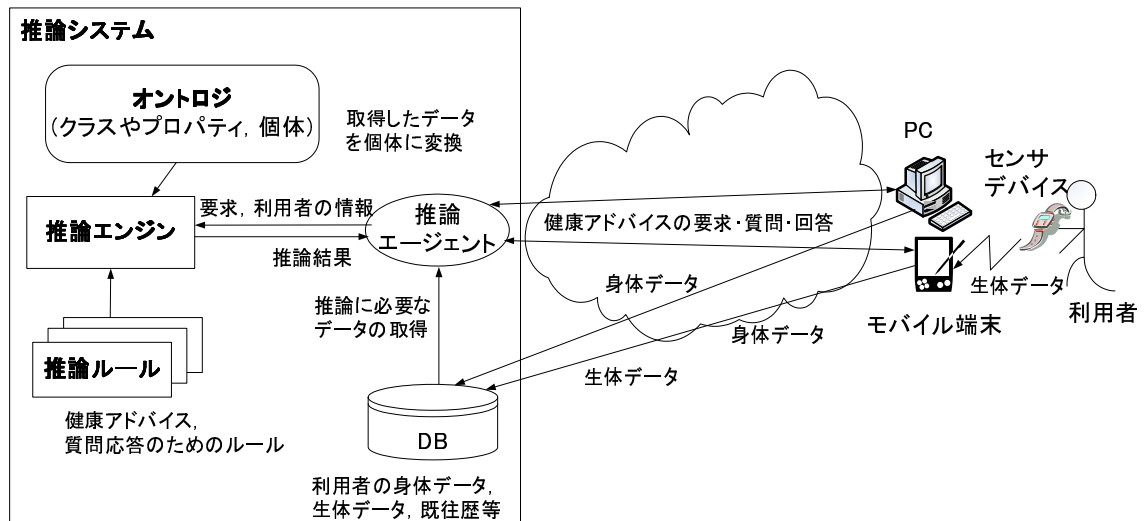 推論システム
オントロジ
(クラスやプロパティ, 個体)
取得したデータ
を個体に変換
推論エンジン
要求, 利用者の情報
推論結果
推論
エージェント
推論に必要な
データの取得
推論ルール
健康アドバイス,
質問応答のためのルール
DB
利用者の身体データ,
生体データ, 既往歴等
健康アドバイスの要求・質問・回答
身体データ
身体データ
生体データ
PC
センサ
デバイス
生体データ
モバイル端末
利用者